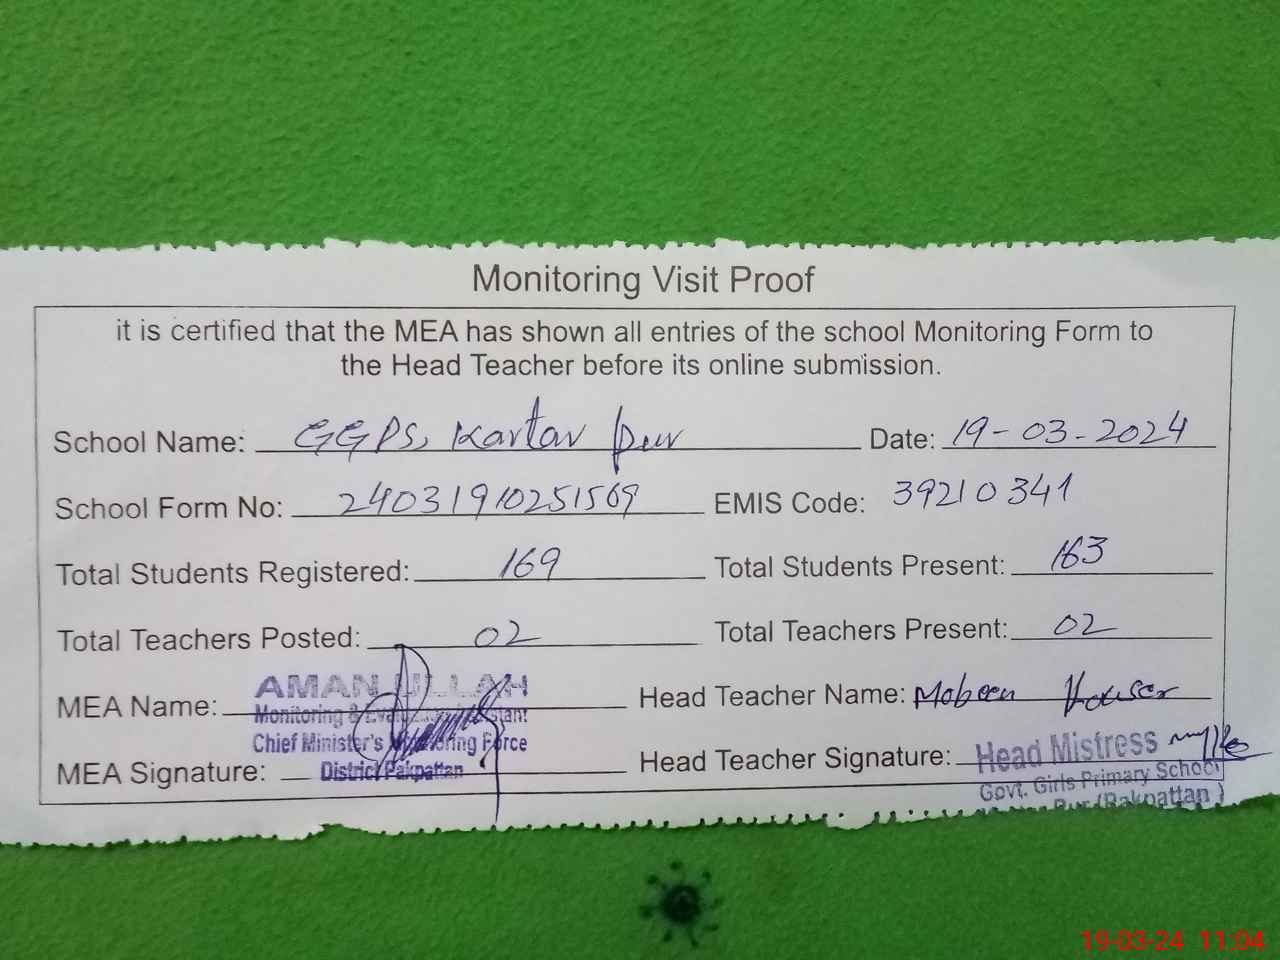 Monitoring Visit Proof
it is certified that the MEA has shown all entries of the school Monitoring Form to
the Head Teacher before its online submission.
School Name: GGPS, Kartar Pur Date: 19-03-2024
School Form No: 24031910251569 EMIS Code: 39210341
Total Students Registered: 169 Total Students Present: 163
Total Teachers Posted: 02 Total Teachers Present: 02
MEA Name: AMAN ULLAH Head Teacher Name: Mobeen Kousar
Monitoring & Evaluation Assistant
Chief Minister's Monitoring Force
MEA Signature: District Pakpattan Head Teacher Signature: Head Mistress
Govt. Girls Primary School
Pur (Pakpattan)
19-03-24 11:04